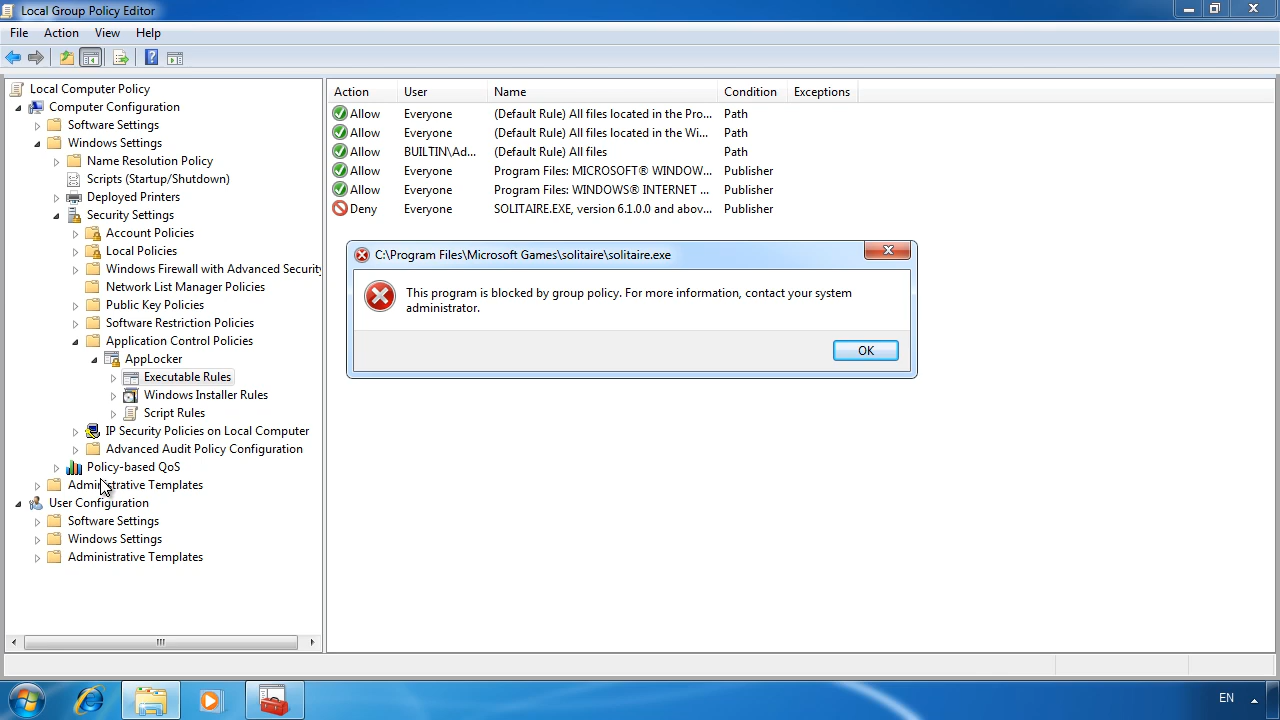 Local Group Policy Editor
File Action View Help
Local Computer Policy
Computer Configuration
Software Settings
Windows Settings
Name Resolution Policy
Scripts (Startup/Shutdown)
Deployed Printers
Security Settings
Account Policies
Local Policies
Windows Firewall with Advanced Security
Network List Manager Policies
Public Key Policies
Software Restriction Policies
Application Control Policies
AppLocker
Executable Rules
Windows Installer Rules
Script Rules
IP Security Policies on Local Computer
Advanced Audit Policy Configuration
Policy-based QoS
Administrative Templates
User Configuration
Software Settings
Windows Settings
Administrative Templates
Action User Name Condition Exceptions
Allow Everyone (Default Rule) All files located in the Pro... Path
Allow Everyone (Default Rule) All files located in the Wi... Path
Allow BUILTIN\Ad... (Default Rule) All files Path
Allow Everyone Program Files: MICROSOFT® WINDOW... Publisher
Allow Everyone Program Files: WINDOWS® INTERNET ... Publisher
Deny Everyone SOLITAIRE.EXE, version 6.1.0.0 and abov... Publisher
C:\Program Files\Microsoft Games\solitaire\solitaire.exe
This program is blocked by group policy. For more information, contact your system
administrator.
OK
EN